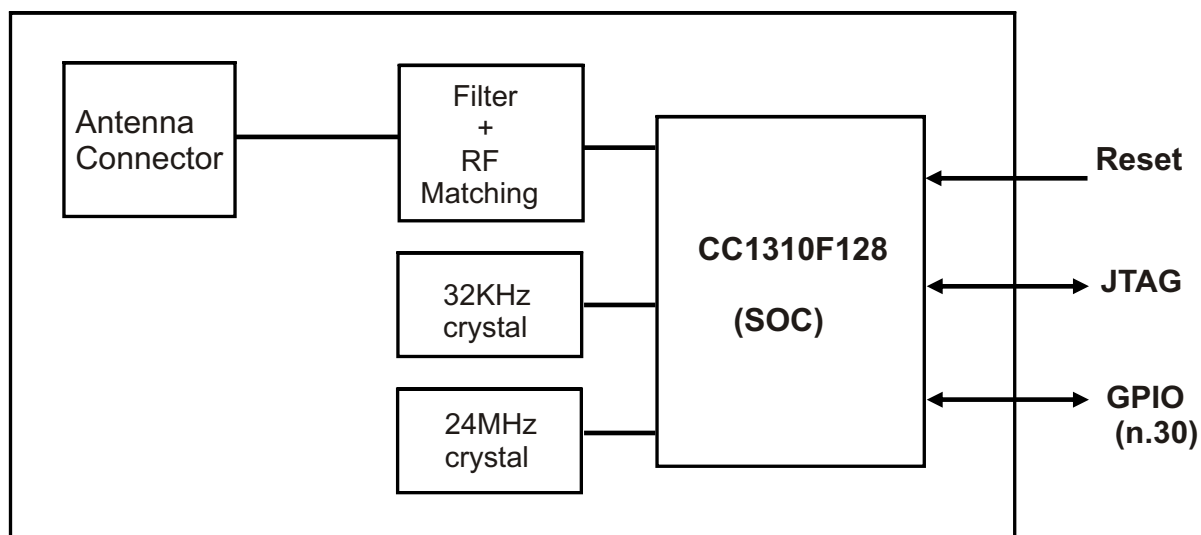 Antenna
Connector
Filter
+
RF
Matching
32KHz
crystal
24MHz
crystal
CC1310F128
(SOC)
Reset
JTAG
GPIO
(n.30)